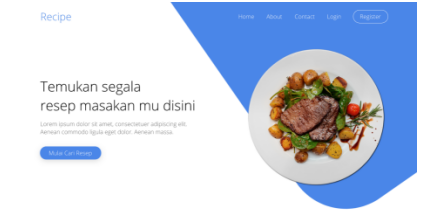 Recipe
Home About Contact Login Register
Temukan segala
resep masakan mu disini
Lorem ipsum dolor sit amet, consectetuer adipiscing elit.
Aenean commodo ligula eget dolor. Aenean massa.
Mulai Cari Resep